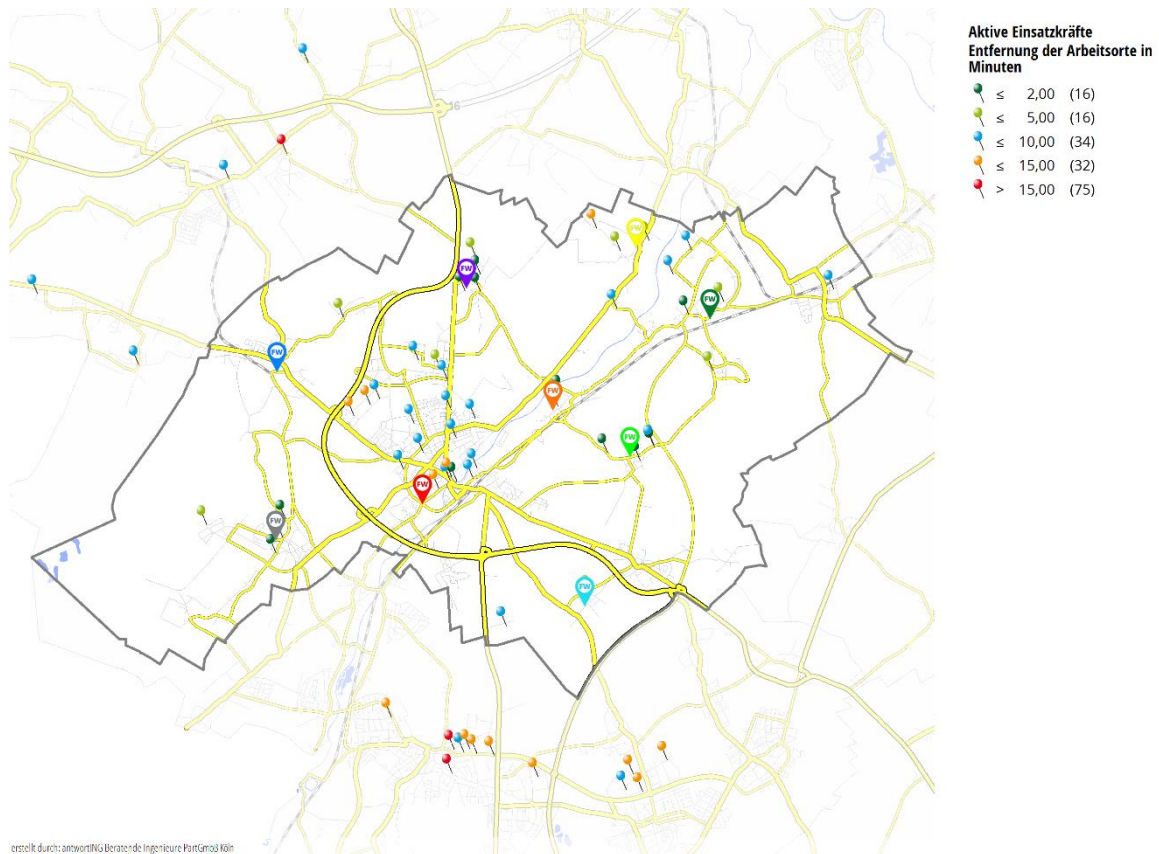 Aktive Einsatzkräfte
Entfernung der Arbeitsorte in
Minuten
≤ 2,00 (16)
≤ 5,00 (16)
≤ 10,00 (34)
≤ 15,00 (32)
> 15,00 (75)
16
FW
FW
FW
FW
FW
FW
FW
FW
FW
erstellt durch: antwortING Beratende Ingenieure PartGmbB Köln